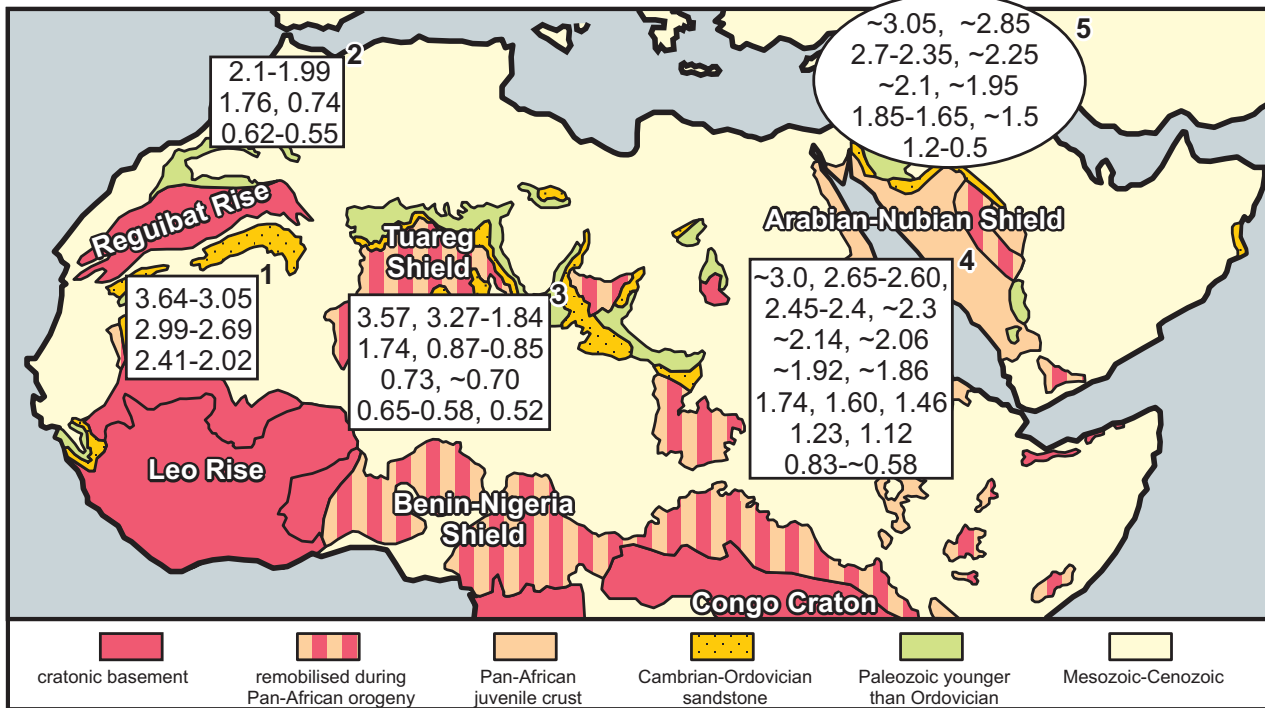 2
2.1-1.99
1.76, 0.74
0.62-0.55
5
~3.05, ~2.85
2.7-2.35, ~2.25
~2.1, ~1.95
1.85-1.65, ~1.5
1.2-0.5
Reguibat Rise
Tuareg
Shield
Arabian-Nubian Shield
1
3.64-3.05
2.99-2.69
2.41-2.02
3
3.57, 3.27-1.84
1.74, 0.87-0.85
0.73, ~0.70
0.65-0.58, 0.52
4
~3.0, 2.65-2.60,
2.45-2.4, ~2.3
~2.14, ~2.06
~1.92, ~1.86
1.74, 1.60, 1.46
1.23, 1.12
0.83-~0.58
Leo Rise
Benin-Nigeria
Shield
Congo Craton
cratonic basement
remobilised during
Pan-African orogeny
Pan-African
juvenile crust
Cambrian-Ordovician
sandstone
Paleozoic younger
than Ordovician
Mesozoic-Cenozoic